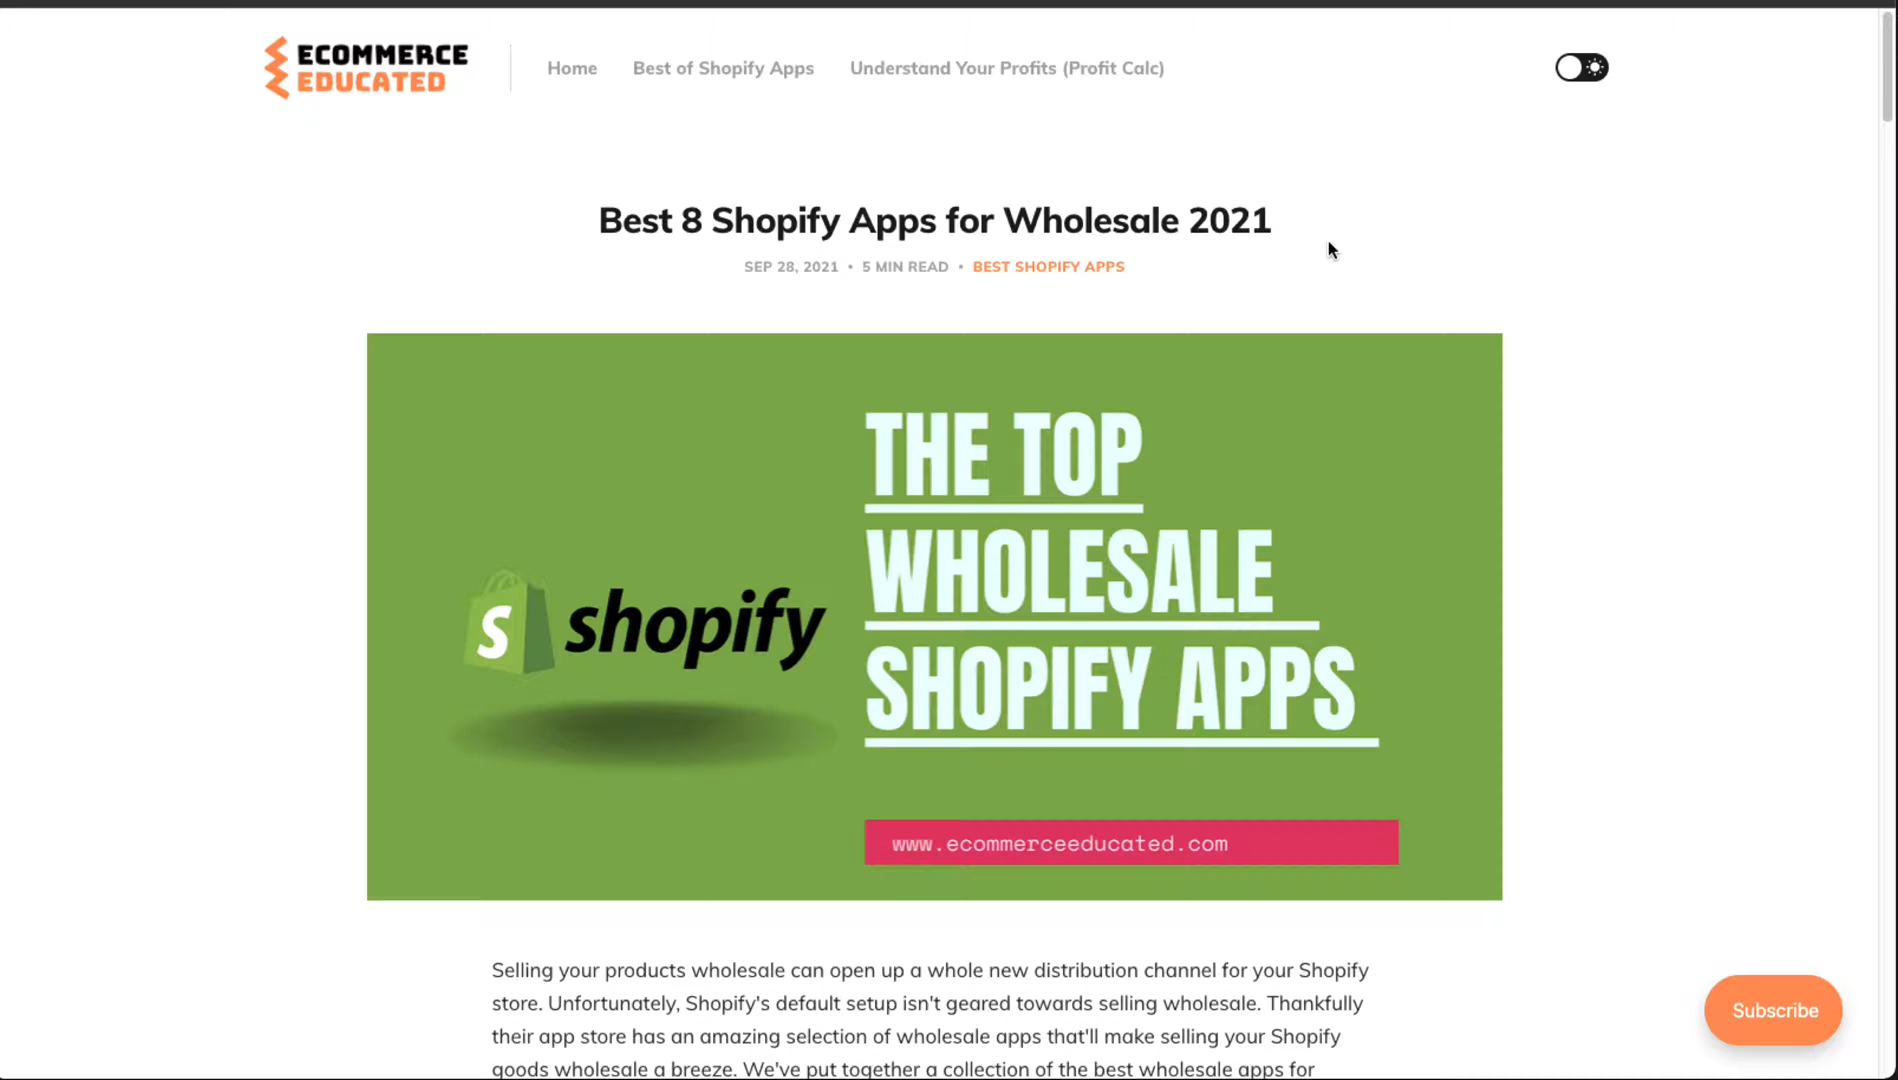 ECOMMERCE
EDUCATED
Home
Best of Shopify Apps
Understand Your Profits (Profit Calc)
Best 8 Shopify Apps for Wholesale 2021
SEP 28, 2021 • 5 MIN READ • BEST SHOPIFY APPS
THE TOP
WHOLESALE
SHOPIFY APPS
S
shopify
www.ecommerceeducated.com
Selling your products wholesale can open up a whole new distribution channel for your Shopify
store. Unfortunately, Shopify's default setup isn't geared towards selling wholesale. Thankfully
their app store has an amazing selection of wholesale apps that'll make selling your Shopify
goods wholesale a breeze. We've put together a collection of the best wholesale apps for
Subscribe